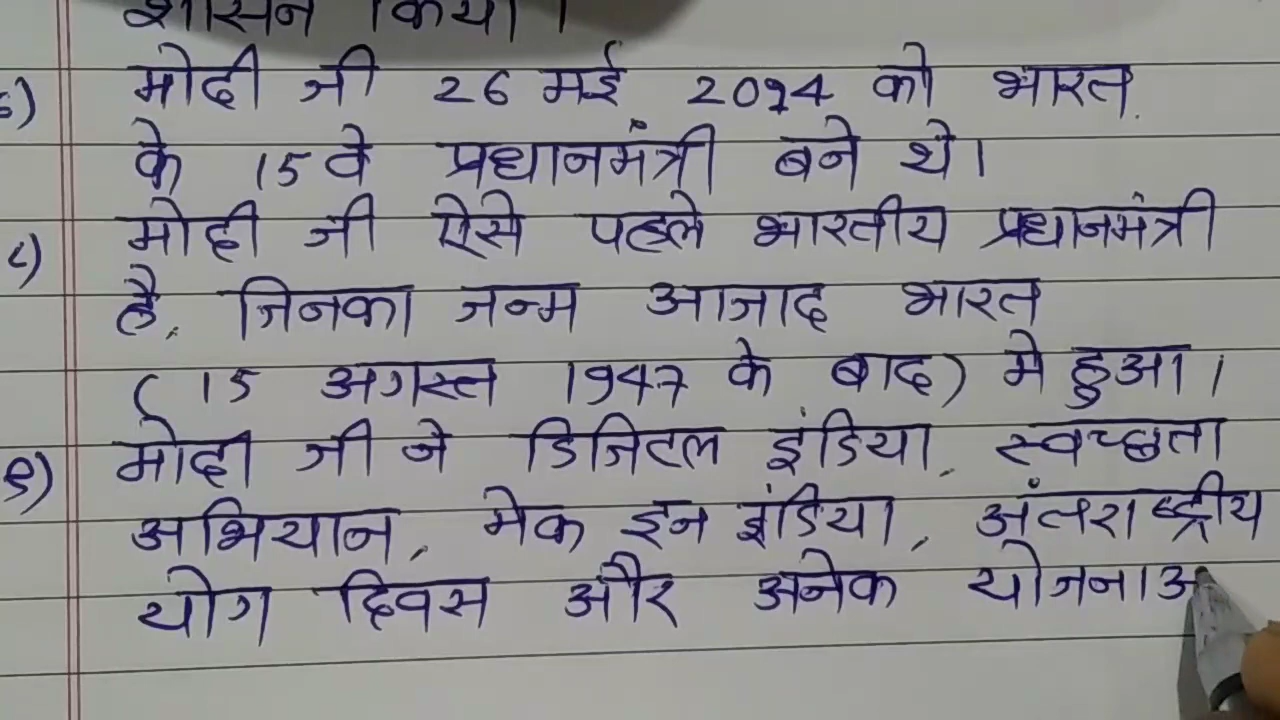 शासन किया।
मोदी जी 26 मई 2014 को भारत
के 15 वे प्रधानमंत्री बने थे।
मोदी जी ऐसे पहले भारतीय प्रधानमंत्री
है, जिनका जन्म आजाद भारत
( 15 अगस्त 1947 के बाद) मे हुआ।
मोदी जी ने डिजिटल इंडिया, स्वच्छता
अभियान, मेक इन इंडिया, अंतराष्ट्रीय
योग दिवस और अनेक योजनाअ